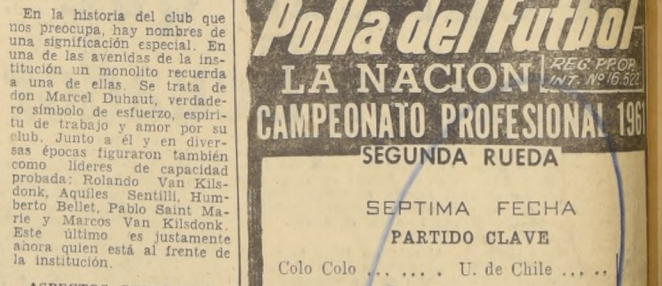 En la historia del club que
nos preocupa, hay nombres de
una significación especial. En
una de las avenidas de la ins-
titución un monolito recuerda
a una de ellas. Se trata de
don Marcel Duhaut, verdade-
ro símbolo de esfuerzo, espíri-
tu de trabajo y amor por su
club. Junto a él y en diver-
sas épocas figuraron también
como líderes de capacidad
probada: Rolando Van Kils-
donk, Aquiles Sentilli, Hum-
berto Bellet, Pablo Saint Ma-
rie y Marcos Van Kilsdonk.
Este último es justamente
ahora quien está al frente de
la institución.
Polla del Futbol
LA NACION
REG. PROP.
INT. Nº 16.522
CAMPEONATO PROFESIONAL 1961
SEGUNDA RUEDA
SEPTIMA FECHA
PARTIDO CLAVE
Colo Colo ... ... . U. de Chile ... ..,